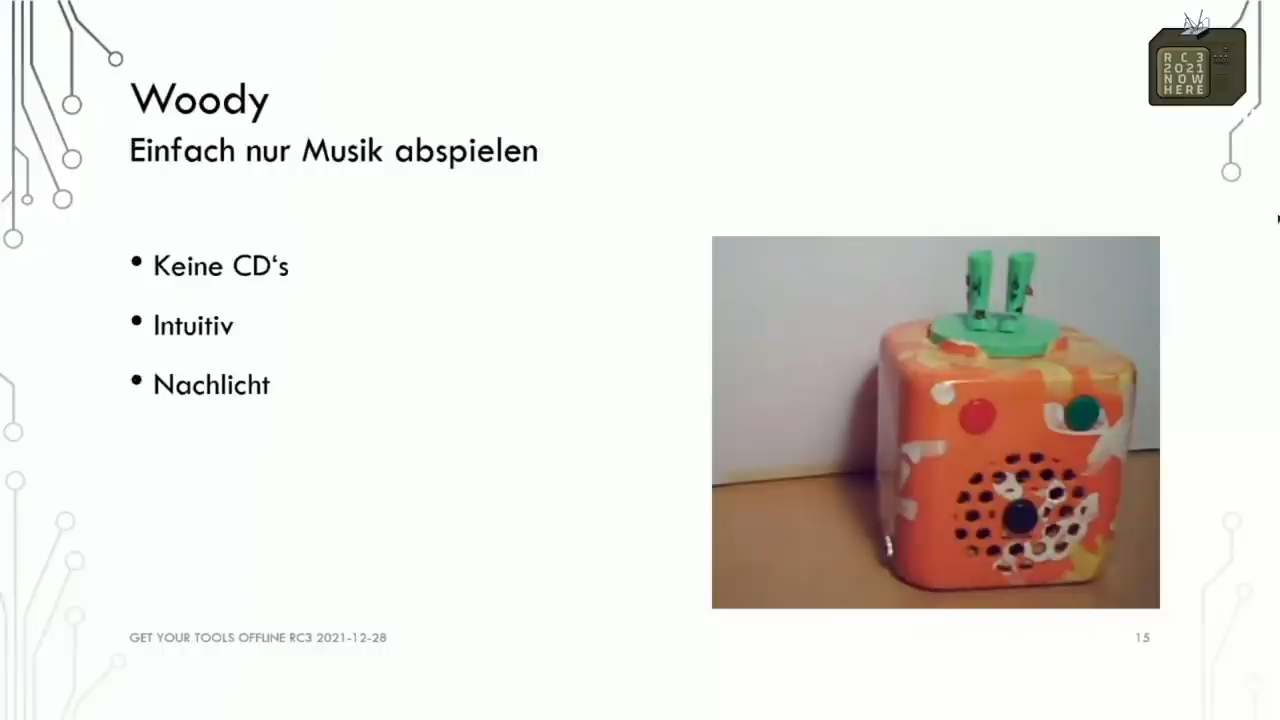 Woody
Einfach nur Musik abspielen
• Keine CD‘s
• Intuitiv
• Nachlicht
GET YOUR TOOLS OFFLINE RC3 2021-12-28
15
RC3
2021
NOW
HERE